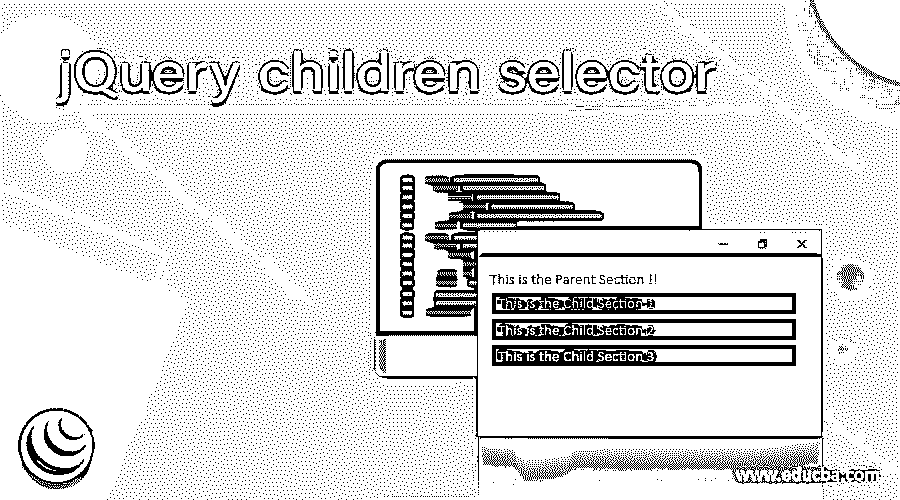 jQuery children selector
This is the Parent Section !!
This is the Child Section 1
This is the Child Section 2
This is the Child Section 3
www.educba.com